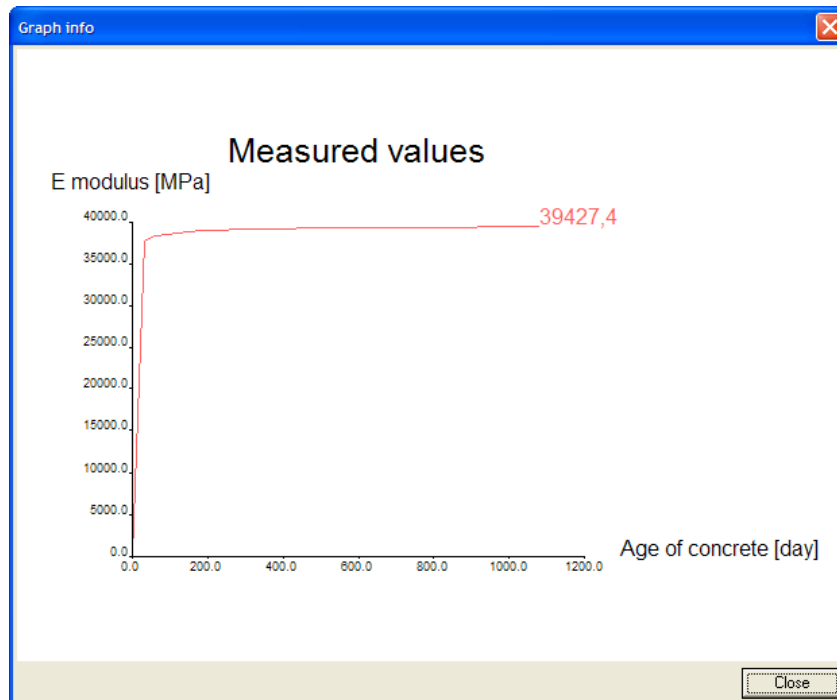 Graph info
Measured values
E modulus [MPa]
40000.0
39427,4
35000.0
30000.0
25000.0
20000.0
15000.0
10000.0
5000.0
0.0
Age of concrete [day]
0.0 200.0 400.0 600.0 800.0 1000.0 1200.0
Close